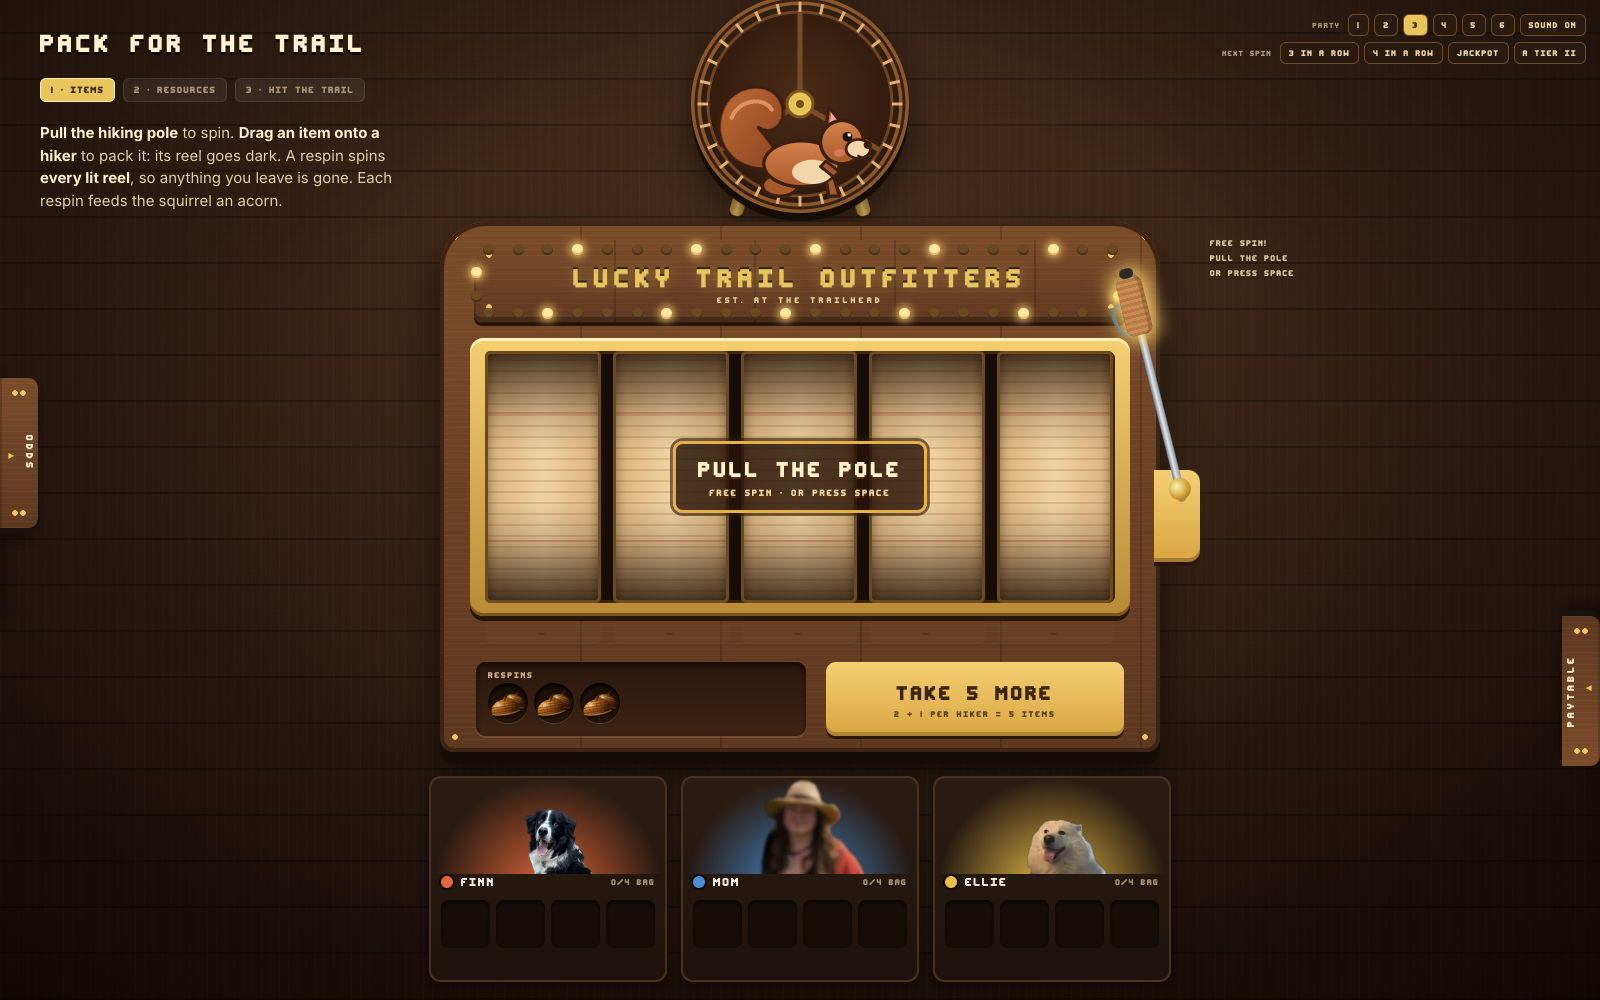 PACK FOR THE TRAIL
1 · ITEMS
2 · RESOURCES
3 · HIT THE TRAIL
Pull the hiking pole to spin. Drag an item onto a
hiker to pack it: its reel goes dark. A respin spins
every lit reel, so anything you leave is gone. Each
respin feeds the squirrel an acorn.
PARTY 1 2 3 4 5 6 SOUND ON
NEXT SPIN 3 IN A ROW 4 IN A ROW JACKPOT A TIER II
FREE SPIN!
PULL THE POLE
OR PRESS SPACE
LUCKY TRAIL OUTFITTERS
EST. AT THE TRAILHEAD
PULL THE POLE
FREE SPIN · OR PRESS SPACE
ODDS
PAYTABLE
RESPINS
TAKE 5 MORE
2 + 1 PER HIKER = 5 ITEMS
FINN 0/4 BAG
MOM 0/4 BAG
ELLIE 0/4 BAG